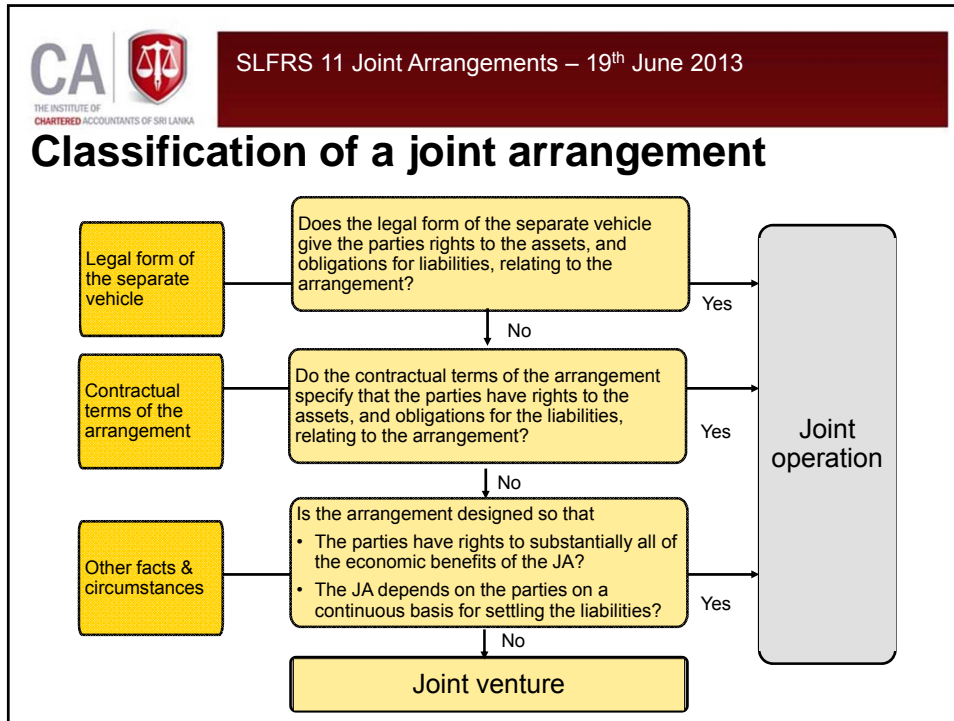 CA
THE INSTITUTE OF
CHARTERED ACCOUNTANTS OF SRI LANKA
SLFRS 11 Joint Arrangements – 19th June 2013
Classification of a joint arrangement
Legal form of
the separate
vehicle
Does the legal form of the separate vehicle
give the parties rights to the assets, and
obligations for liabilities, relating to the
arrangement?
Yes
No
Contractual
terms of the
arrangement
Do the contractual terms of the arrangement
specify that the parties have rights to the
assets, and obligations for the liabilities,
relating to the arrangement?
Yes
No
Other facts &
circumstances
Is the arrangement designed so that
• The parties have rights to substantially all of
the economic benefits of the JA?
• The JA depends on the parties on a
continuous basis for settling the liabilities?
Yes
No
Joint
operation
Joint venture